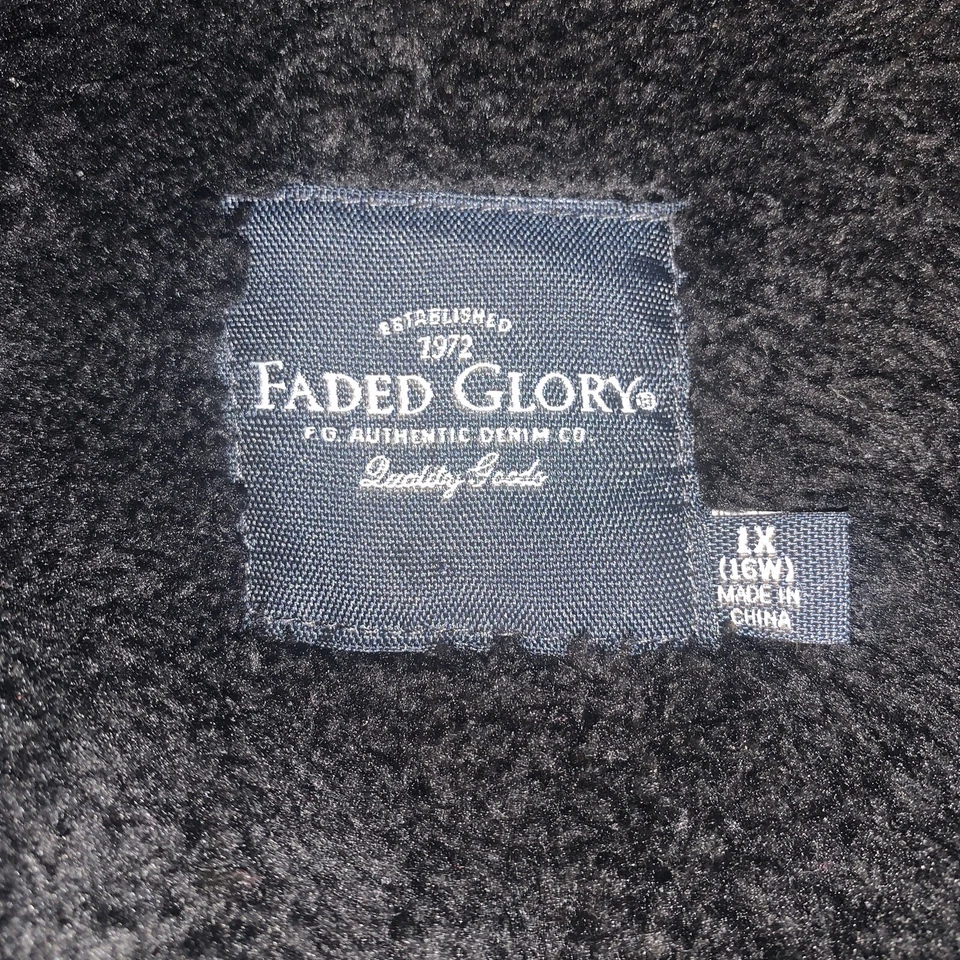 ESTABLISHED
1972
FADED GLORY®
F.G. AUTHENTIC DENIM CO.
Quality Goods
1X
(16W)
MADE IN
CHINA